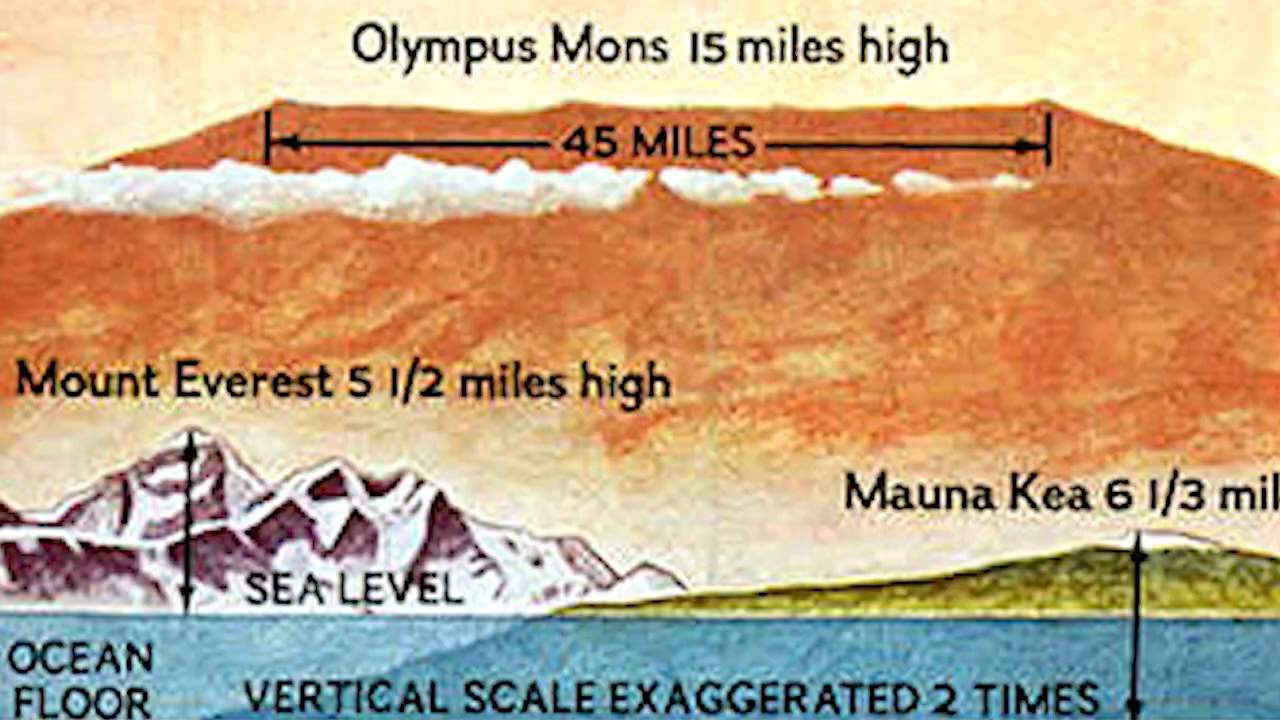 Olympus Mons 15 miles high
45 MILES
Mount Everest 5 1/2 miles high
Mauna Kea 6 1/3 mil
SEA LEVEL
OCEAN
FLOOR
VERTICAL SCALE EXAGGERATED 2 TIMES